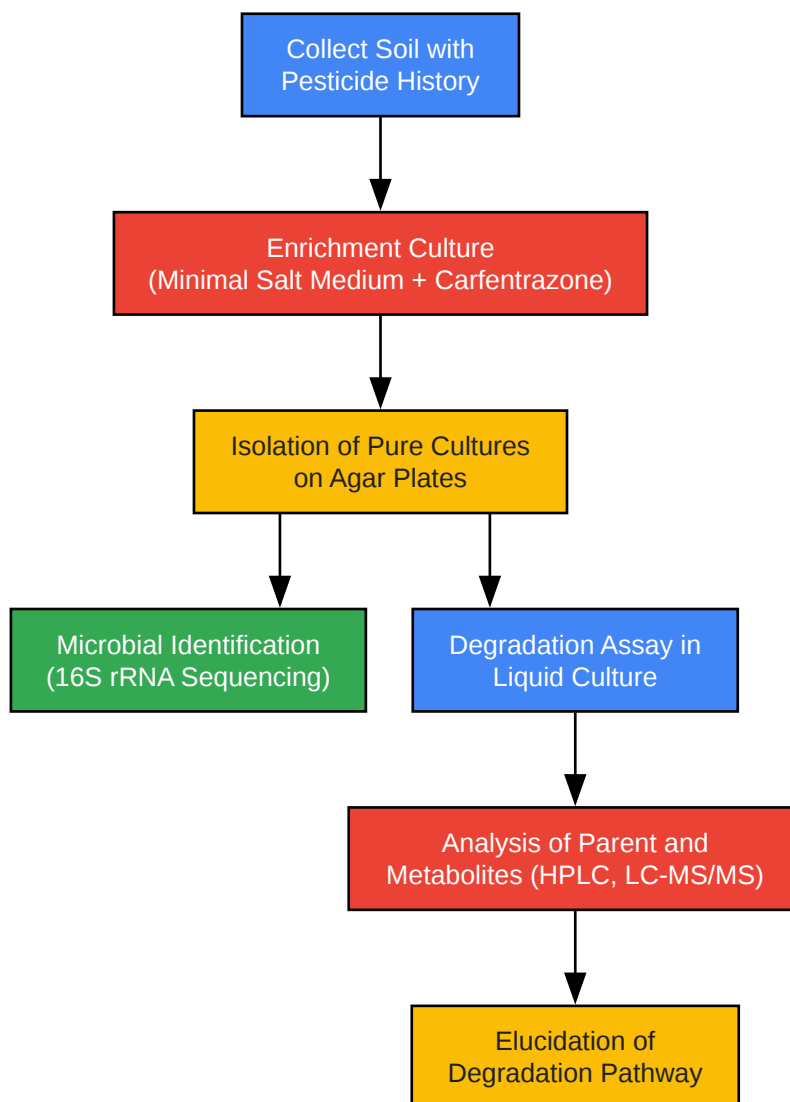 Collect Soil with
Pesticide History
Enrichment Culture
(Minimal Salt Medium + Carfentrazone)
Isolation of Pure Cultures
on Agar Plates
Microbial Identification
(16S rRNA Sequencing)
Degradation Assay in
Liquid Culture
Analysis of Parent and
Metabolites (HPLC, LC-MS/MS)
Elucidation of
Degradation Pathway